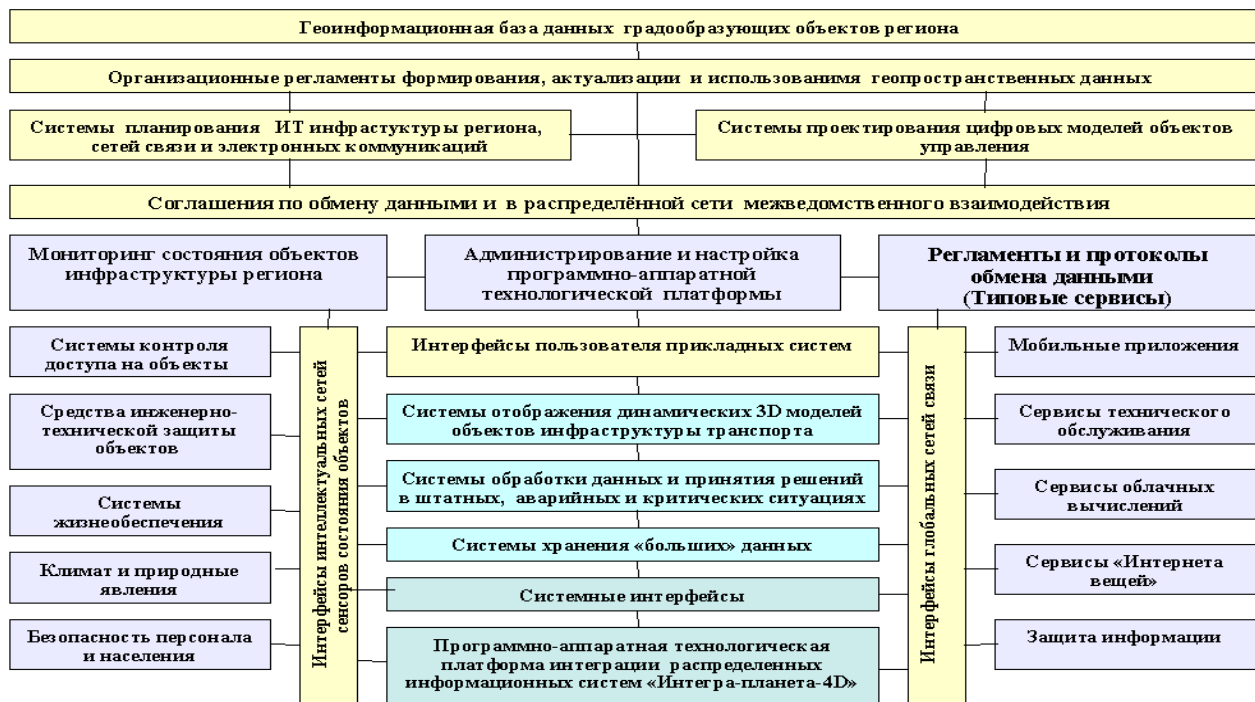 Геоинформационная база данных градообразующих объектов региона
Организационные регламенты формирования, актуализации и использованимя геопространственных данных
Системы планирования ИТ инфрастуктуры региона,
сетей связи и электронных коммуникаций
Системы проектирования цифровых моделей объектов
управления
Соглашения по обмену данными и в распределённой сети межведомственного взаимодействия
Мониторинг состояния объектов
инфраструктуры региона
Администрирование и настройка
программно-аппаратной
технологической платформы
Регламенты и протоколы
обмена данными
(Типовые сервисы)
Системы контроля
доступа на объекты
Средства инженерно-
технической защиты
объектов
Системы
жизнеобеспечения
Климат и природные
явления
Безопасность персонала
и населения
Интерфейсы интеллектуальных сетей
сенсоров состояния объектов
Интерфейсы пользователя прикладных систем
Системы отображения динамических 3D моделей
объектов инфраструктуры транспорта
Системы обработки данных и принятия решений
в штатных, аварийных и критических ситуациях
Системы хранения «больших» данных
Системные интерфейсы
Программно-аппаратная технологическая
платформа интеграции распределенных
информационных систем «Интегра-планета-4D»
Интерфейсы глобальных сетей связи
Мобильные приложения
Сервисы технического
обслуживания
Сервисы облачных
вычислений
Сервисы «Интернета
вещей»
Защита информации